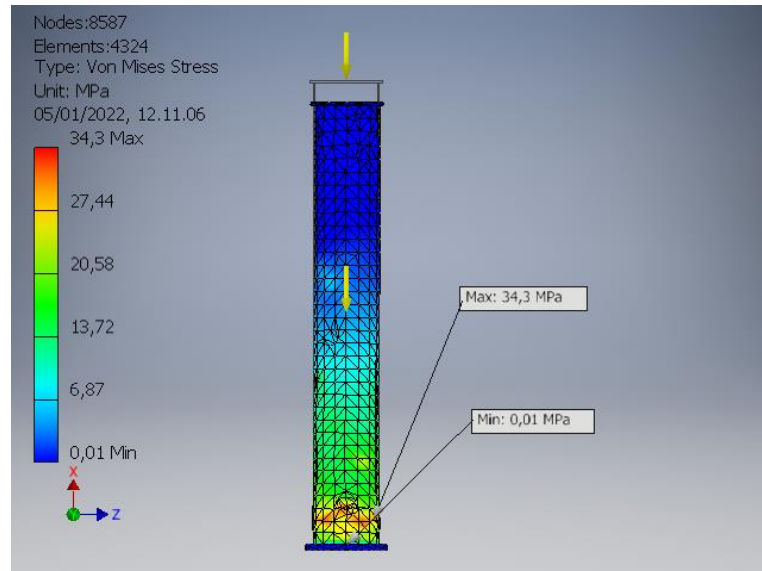 Nodes:8587
Elements:4324
Type: Von Mises Stress
Unit: MPa
05/01/2022, 12.11.06
34,3 Max
27,44
20,58
13,72
6,87
0,01 Min
Max: 34,3 MPa
Min: 0,01 MPa
X
Z